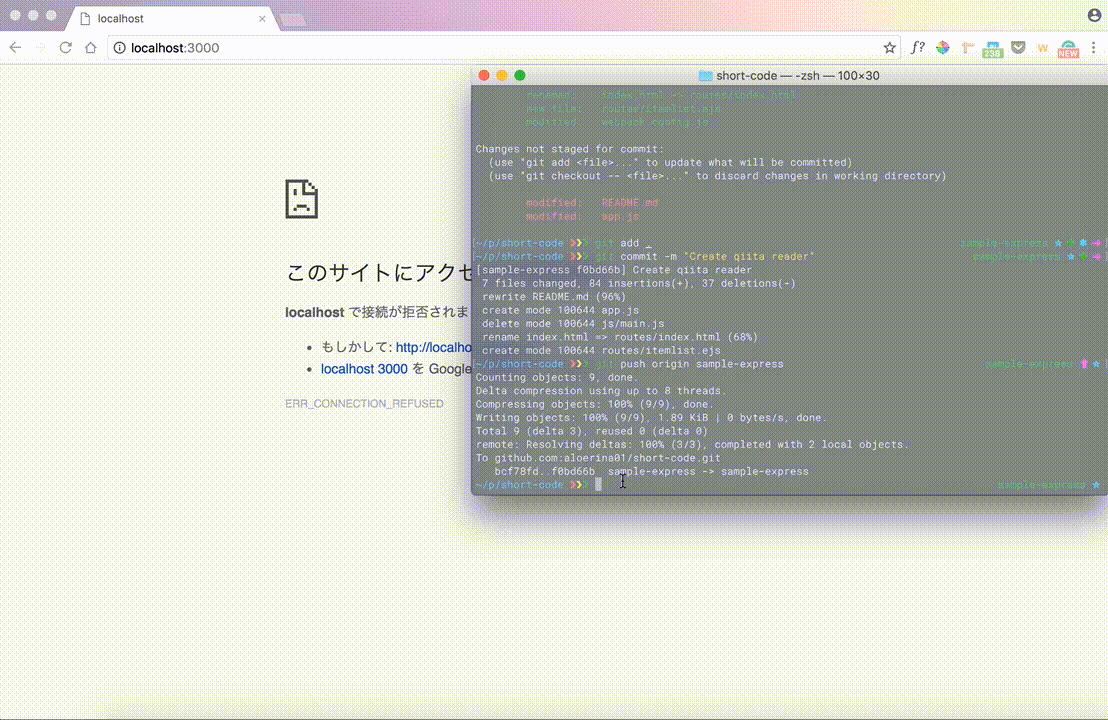 localhost
localhost:3000
f?
238
w
NEW
このサイトにアクセ
localhost で接続が拒否されま
もしかして: http://localho
localhost 3000 を Google
ERR_CONNECTION_REFUSED
short-code — -zsh — 100×30
renamed: index.html -> routes/index.html
new file: routes/itemlist.ejs
modified: webpack.config.js
Changes not staged for commit:
(use "git add <file>..." to update what will be committed)
(use "git checkout -- <file>..." to discard changes in working directory)
modified: README.md
modified: app.js
~/p/short-code ❯❯❯ git add . sample-express
~/p/short-code ❯❯❯ git commit -m "Create qiita reader" sample-express
[sample-express f0bd66b] Create qiita reader
7 files changed, 84 insertions(+), 37 deletions(-)
rewrite README.md (96%)
create mode 100644 app.js
delete mode 100644 js/main.js
rename index.html => routes/index.html (68%)
create mode 100644 routes/itemlist.ejs
~/p/short-code ❯❯❯ git push origin sample-express sample-express
Counting objects: 9, done.
Delta compression using up to 8 threads.
Compressing objects: 100% (9/9), done.
Writing objects: 100% (9/9), 1.89 KiB | 0 bytes/s, done.
Total 9 (delta 3), reused 0 (delta 0)
remote: Resolving deltas: 100% (3/3), completed with 2 local objects.
To github.com:aloerina01/short-code.git
bcf78fd..f0bd66b sample-express -> sample-express
~/p/short-code ❯❯❯ sample-express